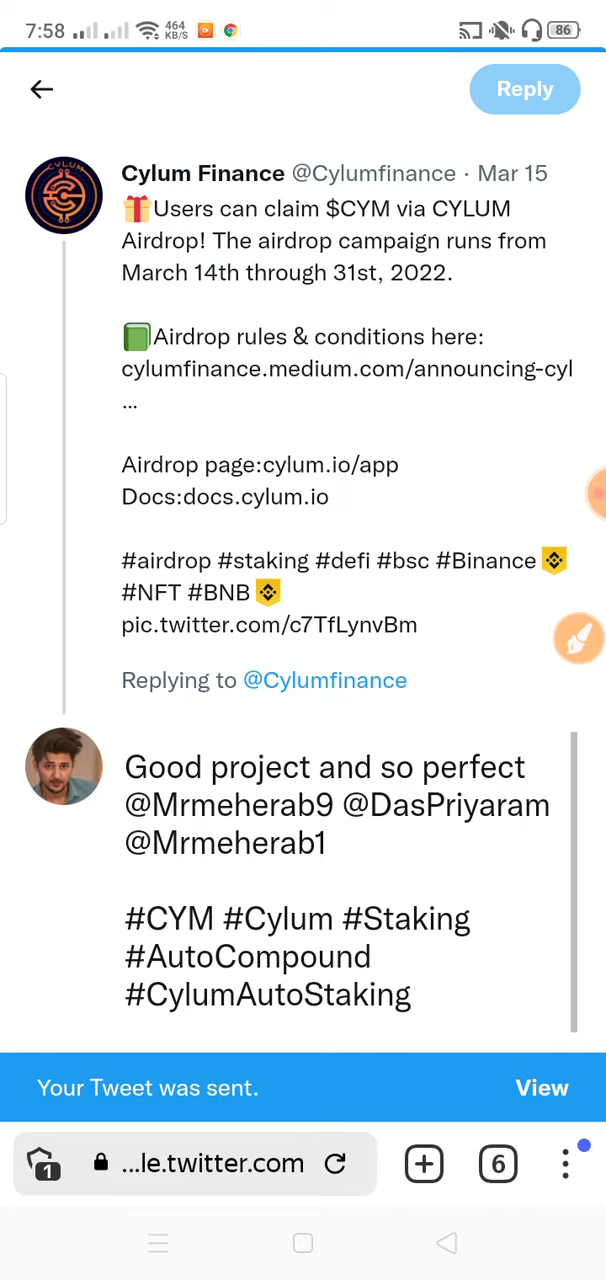 7:58 464 KB/S 86
Reply
Cylum Finance @Cylumfinance · Mar 15
🎁Users can claim $CYM via CYLUM
Airdrop! The airdrop campaign runs from
March 14th through 31st, 2022.
📗Airdrop rules & conditions here:
cylumfinance.medium.com/announcing-cyl
…
Airdrop page:cylum.io/app
Docs:docs.cylum.io
#airdrop #staking #defi #bsc #Binance
#NFT #BNB
pic.twitter.com/c7TfLynvBm
Replying to @Cylumfinance
Good project and so perfect
@Mrmeherab9 @DasPriyaram
@Mrmeherab1
#CYM #Cylum #Staking
#AutoCompound
#CylumAutoStaking
Your Tweet was sent. View
1 ...le.twitter.com 6